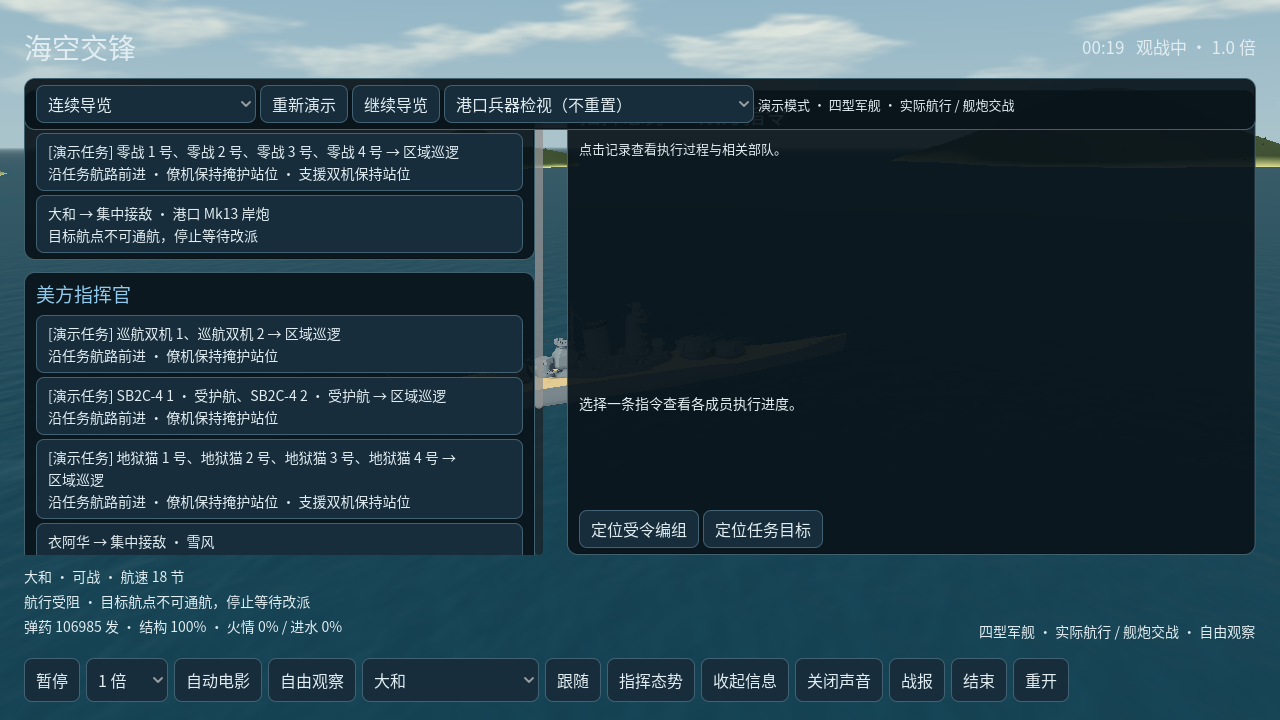 海空交锋
00:19 观战中 · 1.0 倍
连续导览
重新演示
继续导览
港口兵器检视（不重置）
演示模式 · 四型军舰 · 实际航行 / 舰炮交战
[演示任务] 零战 1 号、零战 2 号、零战 3 号、零战 4 号 → 区域巡逻
沿任务航路前进 · 僚机保持掩护站位 · 支援双机保持站位
大和 → 集中接敌 · 港口 Mk13 岸炮
目标航点不可通航，停止等待改派
美方指挥官
[演示任务] 巡航双机 1、巡航双机 2 → 区域巡逻
沿任务航路前进 · 僚机保持掩护站位
[演示任务] SB2C-4 1 · 受护航、SB2C-4 2 · 受护航 → 区域巡逻
沿任务航路前进 · 僚机保持掩护站位
[演示任务] 地狱猫 1 号、地狱猫 2 号、地狱猫 3 号、地狱猫 4 号 →
区域巡逻
沿任务航路前进 · 僚机保持掩护站位 · 支援双机保持站位
衣阿华 → 集中接敌 · 雪风
点击记录查看执行过程与相关部队。
选择一条指令查看各成员执行进度。
定位受令编组
定位任务目标
大和 · 可战 · 航速 18 节
航行受阻 · 目标航点不可通航，停止等待改派
弹药 106985 发 · 结构 100% · 火情 0% / 进水 0%
四型军舰 · 实际航行 / 舰炮交战 · 自由观察
暂停
1 倍
自动电影
自由观察
大和
跟随
指挥态势
收起信息
关闭声音
战报
结束
重开